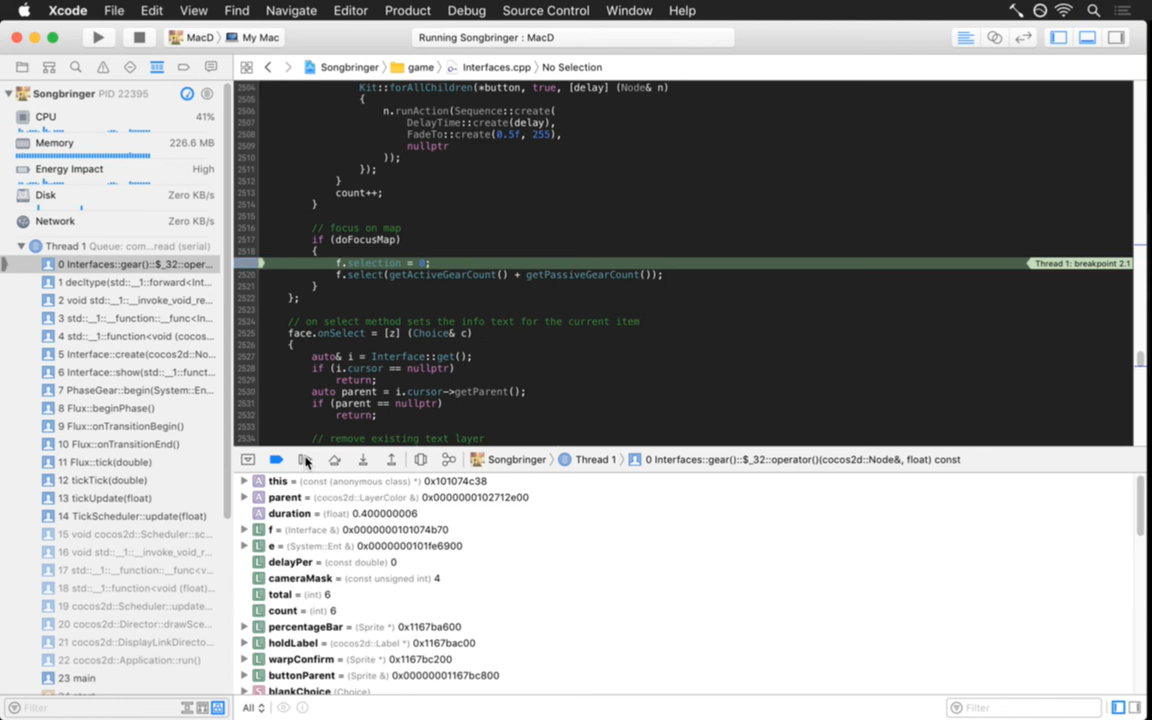 Xcode File Edit View Find Navigate Editor Product Debug Source Control Window Help
MacD My Mac
Running Songbringer : MacD
Songbringer game Interfaces.cpp No Selection
Songbringer PID 22395
CPU 41%
Memory 226.6 MB
Energy Impact High
Disk Zero KB/s
Network Zero KB/s
Thread 1 Queue: com...read (serial)
0 Interfaces::gear()::$_32::oper...
1 decltype(std::__1::forward<Int...
2 void std::__1::__invoke_void_re...
3 std::__1::__function::__func<In...
4 std::__1::function<void (cocos...
5 Interface::create(cocos2d::No...
6 Interface::show(std::__1::funct...
7 PhaseGear::begin(System::En...
8 Flux::beginPhase()
9 Flux::onTransitionBegin()
10 Flux::onTransitionEnd()
11 Flux::tick(double)
12 tickTick(double)
13 tickUpdate(float)
14 TickScheduler::update(float)
15 void cocos2d::Scheduler::sc...
16 void std::__1::__invoke_void_r...
17 std::__1::__function::__func<v...
18 std::__1::function<void (float)...
19 cocos2d::Scheduler::update...
20 cocos2d::Director::drawSce...
21 cocos2d::DisplayLinkDirecto...
22 cocos2d::Application::run()
23 main
Filter
2504 Kit::forAllChildren(*button, true, [delay] (Node& n)
2505 {
2506 n.runAction(Sequence::create(
2507 DelayTime::create(delay),
2508 FadeTo::create(0.5f, 255),
2509 nullptr
2510 ));
2511 });
2512 }
2513 count++;
2514 }
2515
2516 // focus on map
2517 if (doFocusMap)
2518 {
f.selection = 0; Thread 1: breakpoint 2.1
2520 f.select(getActiveGearCount() + getPassiveGearCount());
2521 }
2522 };
2523
2524 // on select method sets the info text for the current item
2525 face.onSelect = [z] (Choice& c)
2526 {
2527 auto& i = Interface::get();
2528 if (i.cursor == nullptr)
2529 return;
2530 auto parent = i.cursor->getParent();
2531 if (parent == nullptr)
2532 return;
2533
2534 // remove existing text layer
Songbringer Thread 1 0 Interfaces::gear()::$_32::operator()(cocos2d::Node&, float) const
A this = (const (anonymous class) *) 0x101074c38
A parent = (cocos2d::LayerColor &) 0x0000000102712e00
A duration = (float) 0.400000006
L f = (Interface &) 0x0000000101074b70
L e = (System::Ent &) 0x0000000101fe6900
L delayPer = (const double) 0
L cameraMask = (const unsigned int) 4
L total = (int) 6
L count = (int) 6
L percentageBar = (Sprite *) 0x1167ba600
L holdLabel = (cocos2d::Label *) 0x1167bac00
L warpConfirm = (Sprite *) 0x1167bc200
L buttonParent = (Sprite &) 0x00000001167bc800
S blankChoice (Choice)
All Filter